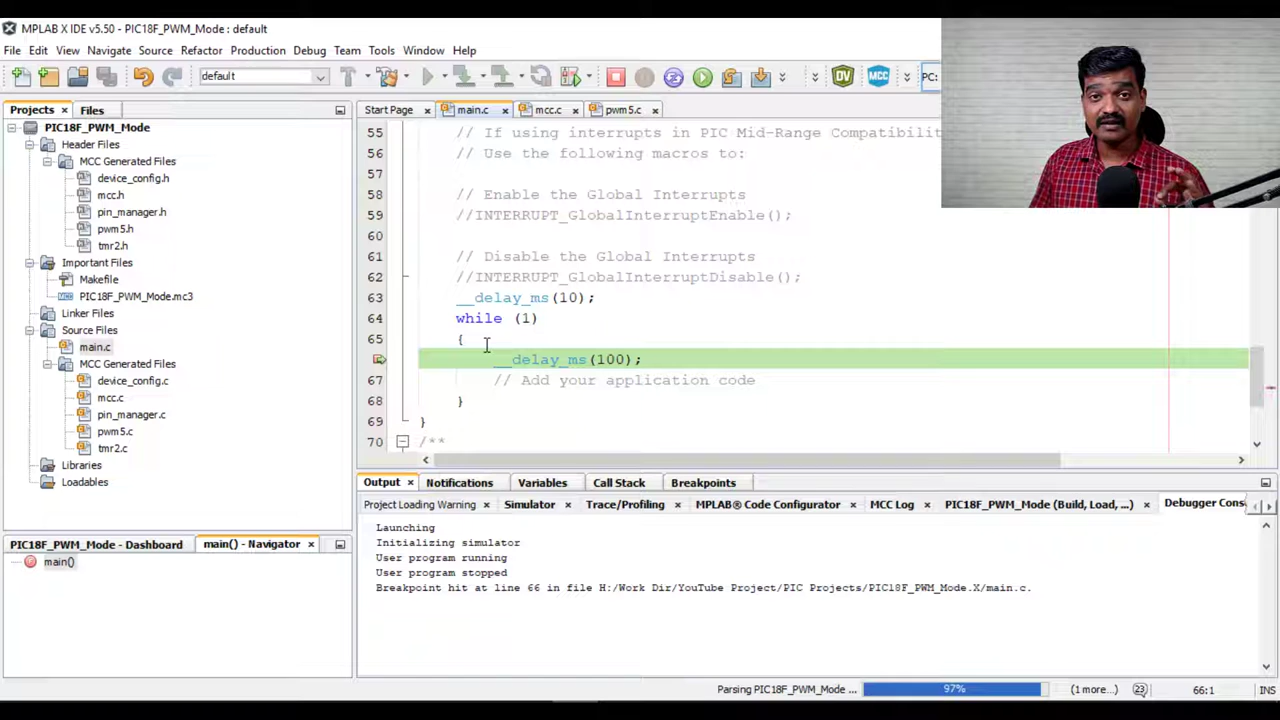 MPLAB X IDE v5.50 - PIC18F_PWM_Mode : default
File Edit View Navigate Source Refactor Production Debug Team Tools Window Help
default
DV MCC PC:
Projects Files
Start Page main.c mcc.c pwm5.c
PIC18F_PWM_Mode
Header Files
MCC Generated Files
device_config.h
mcc.h
pin_manager.h
pwm5.h
tmr2.h
Important Files
Makefile
PIC18F_PWM_Mode.mc3
Linker Files
Source Files
main.c
MCC Generated Files
device_config.c
mcc.c
pin_manager.c
pwm5.c
tmr2.c
Libraries
Loadables
55 // If using interrupts in PIC Mid-Range Compatibili
56 // Use the following macros to:
57
58 // Enable the Global Interrupts
59 //INTERRUPT_GlobalInterruptEnable();
60
61 // Disable the Global Interrupts
62 //INTERRUPT_GlobalInterruptDisable();
63 __delay_ms(10);
64 while (1)
65 {
__delay_ms(100);
67 // Add your application code
68 }
69 }
70 /**
Output Notifications Variables Call Stack Breakpoints
Project Loading Warning Simulator Trace/Profiling MPLAB® Code Configurator MCC Log PIC18F_PWM_Mode (Build, Load, ...) Debugger Cons
Launching
Initializing simulator
User program running
User program stopped
Breakpoint hit at line 66 in file H:/Work Dir/YouTube Project/PIC Projects/PIC18F_PWM_Mode.X/main.c.
PIC18F_PWM_Mode - Dashboard main() - Navigator
main()
Parsing PIC18F_PWM_Mode ... 97% (1 more...) 23 66:1 INS